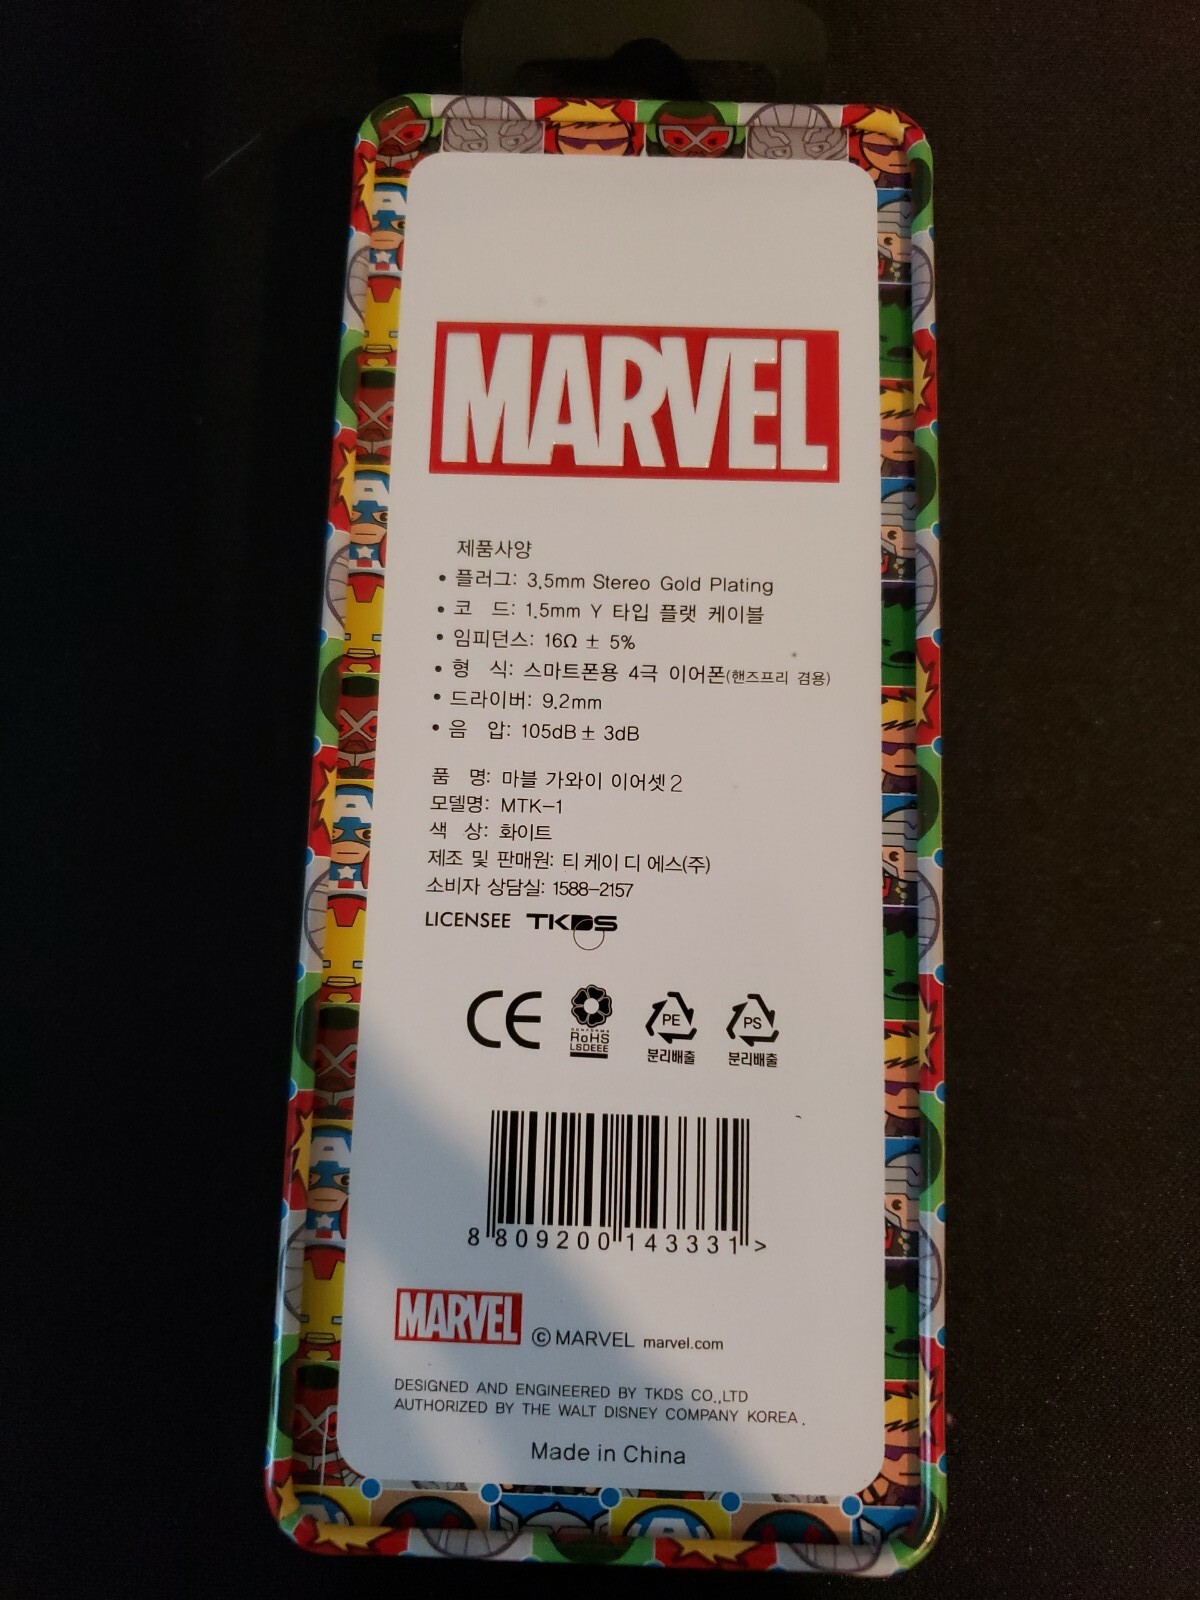 MARVEL
제품사양
• 플러그: 3.5mm Stereo Gold Plating
• 코 드: 1.5mm Y 타입 플랫 케이블
• 임피던스: 16Ω ± 5%
• 형 식: 스마트폰용 4극 이어폰(핸즈프리 겸용)
• 드라이버: 9.2mm
• 음 압: 105dB ± 3dB
품 명: 마블 가와이 이어셋 2
모델명: MTK-1
색 상: 화이트
제조 및 판매원: 티 케이 디 에스(주)
소비자 상담실: 1588-2157
LICENSEE TKDS
CE
CONFORMS
RoHS
LSDEEE
PE
분리배출
PS
분리배출
8 809200 143331 >
MARVEL © MARVEL marvel.com
DESIGNED AND ENGINEERED BY TKDS CO.,LTD
AUTHORIZED BY THE WALT DISNEY COMPANY KOREA.
Made in China